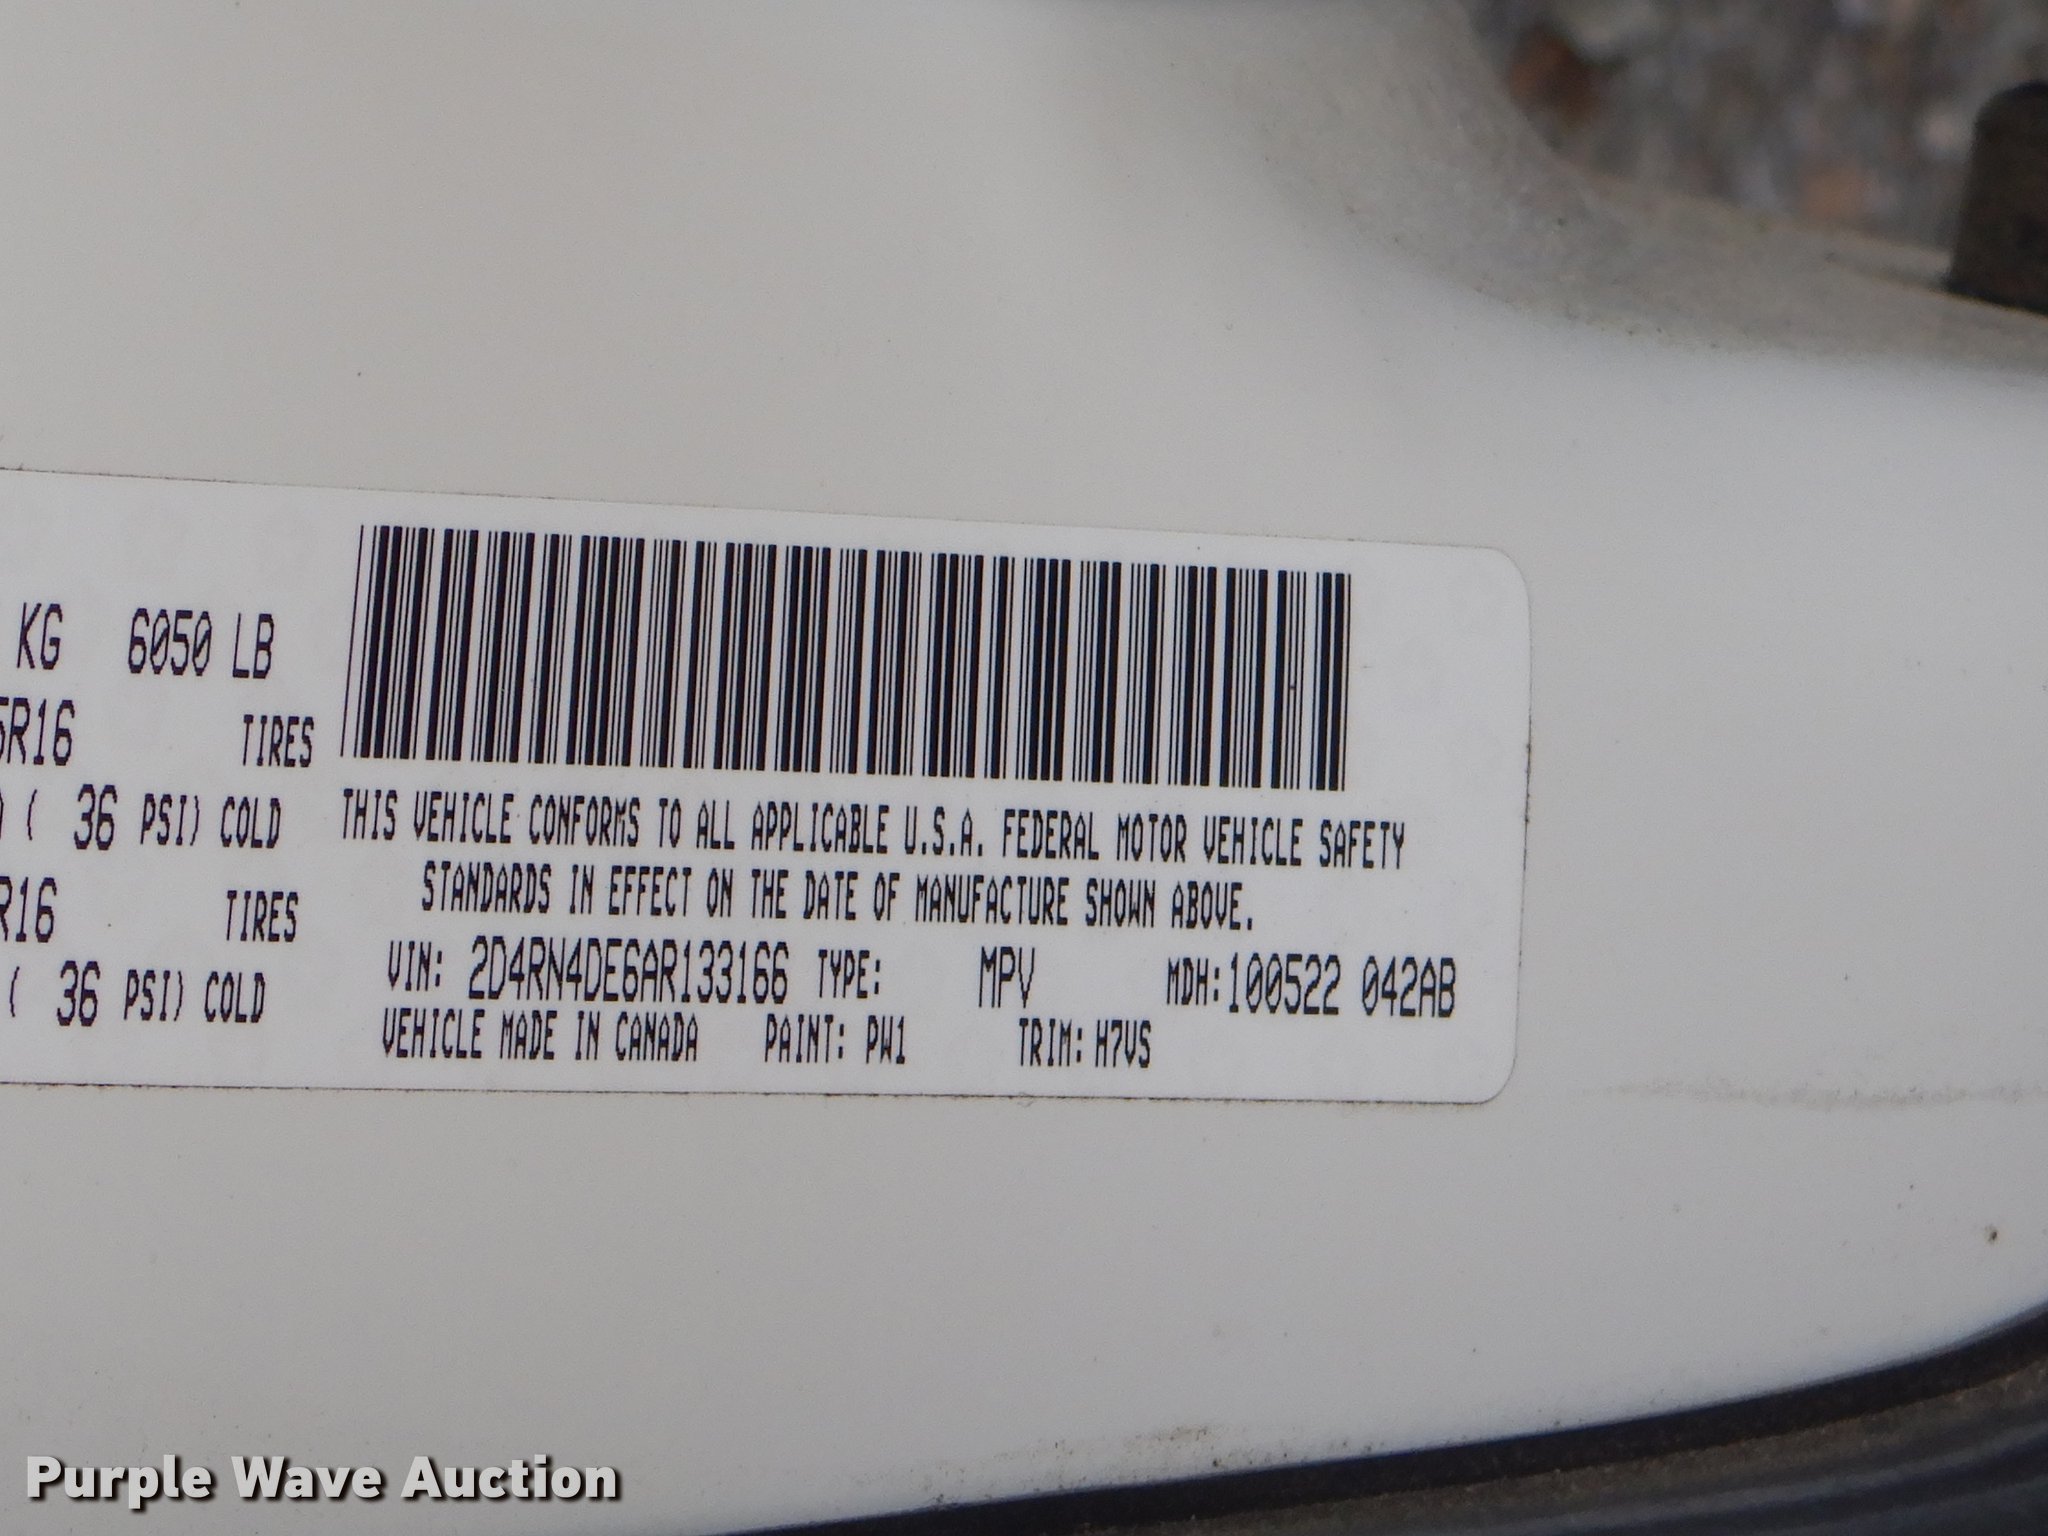 KG 6050 LB
5R16 TIRES
( 36 PSI) COLD
R16 TIRES
( 36 PSI) COLD
THIS VEHICLE CONFORMS TO ALL APPLICABLE U.S.A. FEDERAL MOTOR VEHICLE SAFETY
STANDARDS IN EFFECT ON THE DATE OF MANUFACTURE SHOWN ABOVE.
VIN: 2D4RN4DE6AR133166 TYPE: MPV MDH:100522 042AB
VEHICLE MADE IN CANADA PAINT: PW1 TRIM: H7VS
Purple Wave Auction